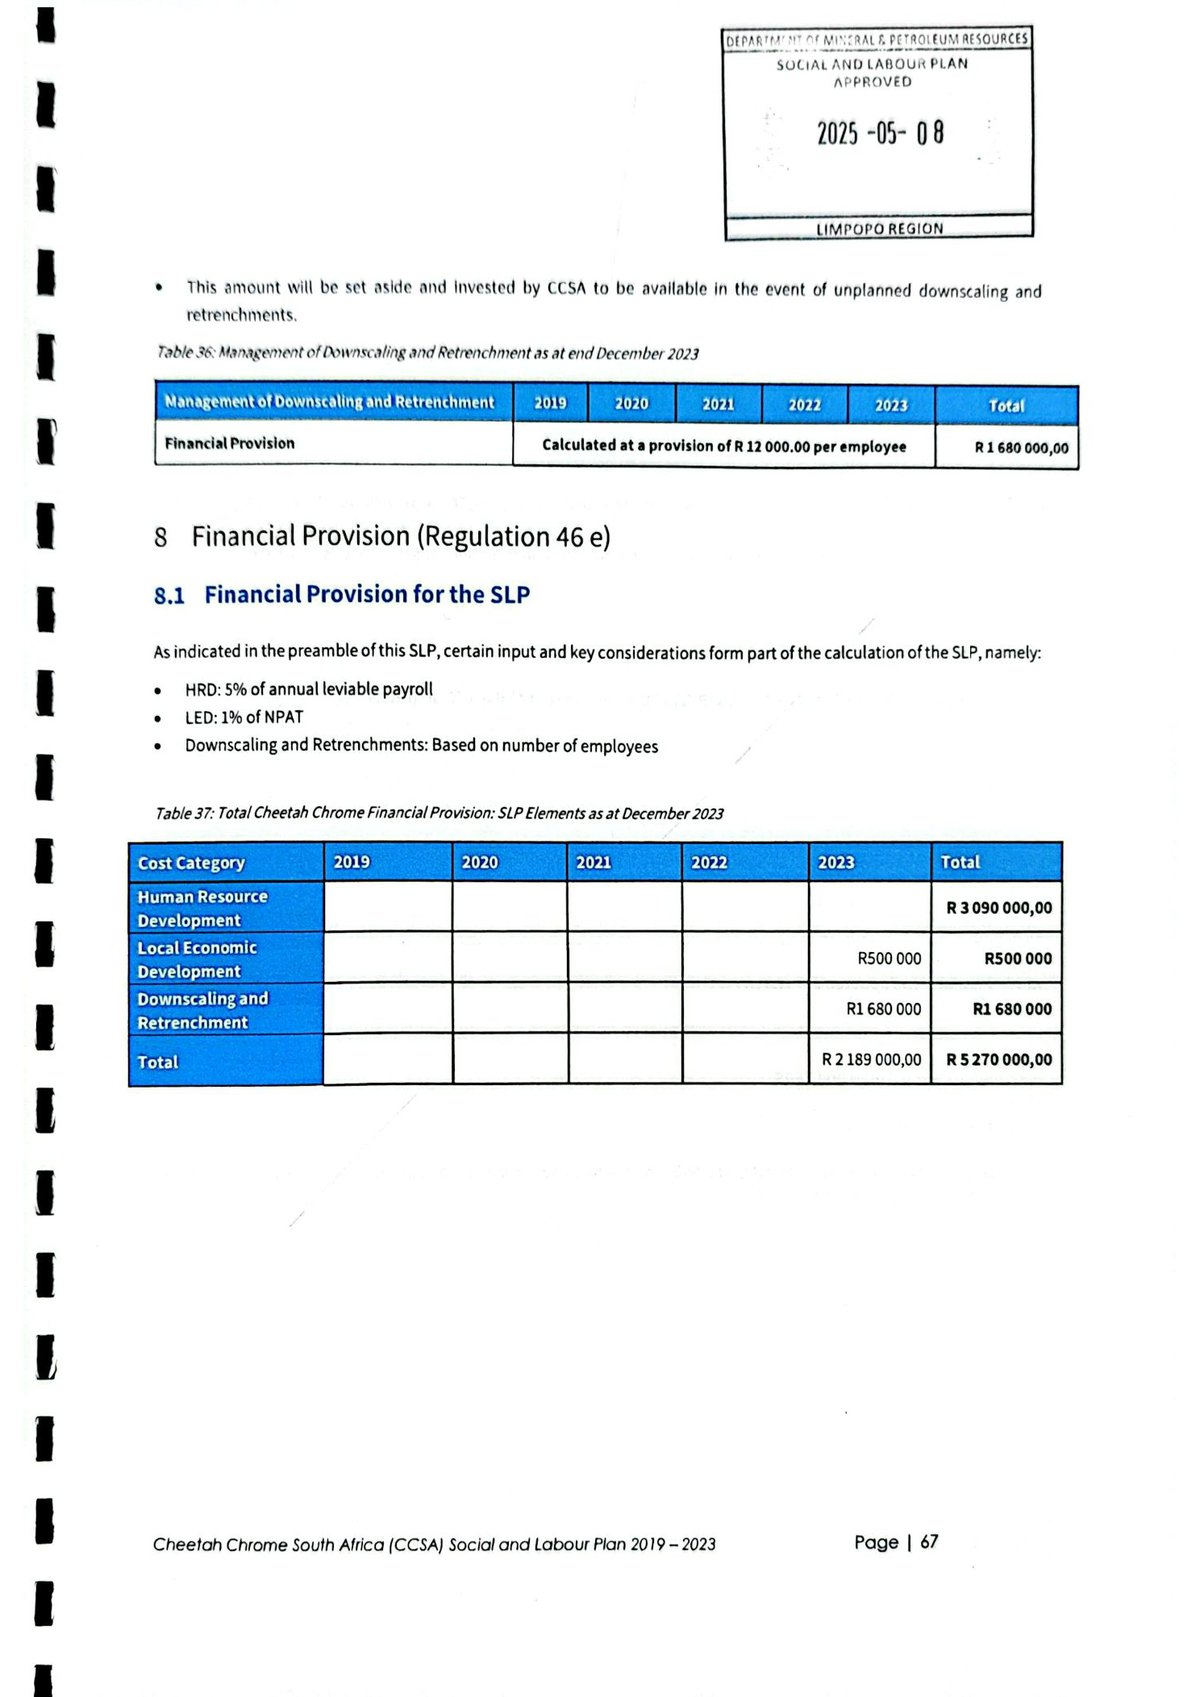 DEPARTMENT OF MINERAL & PETROLEUM RESOURCES
SOCIAL AND LABOUR PLAN
APPROVED
2025 -05- 08
LIMPOPO REGION
• This amount will be set aside and invested by CCSA to be available in the event of unplanned downscaling and
retrenchments.
Table 36: Management of Downscaling and Retrenchment as at end December 2023
Management of Downscaling and Retrenchment 2019 2020 2021 2022 2023 Total
Financial Provision Calculated at a provision of R 12 000.00 per employee R 1 680 000,00
8 Financial Provision (Regulation 46 e)
8.1 Financial Provision for the SLP
As indicated in the preamble of this SLP, certain input and key considerations form part of the calculation of the SLP, namely:
• HRD: 5% of annual leviable payroll
• LED: 1% of NPAT
• Downscaling and Retrenchments: Based on number of employees
Table 37: Total Cheetah Chrome Financial Provision: SLP Elements as at December 2023
Cost Category 2019 2020 2021 2022 2023 Total
Human Resource
Development R 3 090 000,00
Local Economic
Development R500 000 R500 000
Downscaling and
Retrenchment R1 680 000 R1 680 000
Total R 2 189 000,00 R 5 270 000,00
Cheetah Chrome South Africa (CCSA) Social and Labour Plan 2019 – 2023 Page | 67